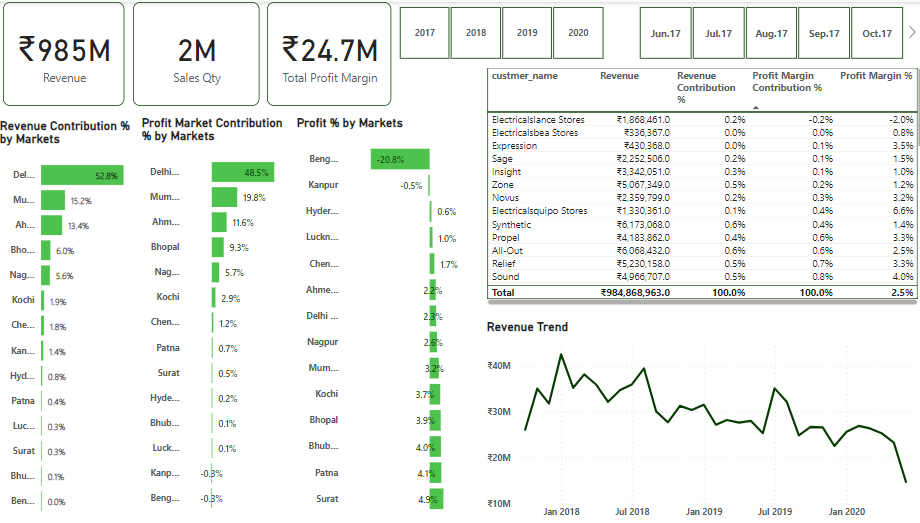 ₹985M
Revenue
2M
Sales Qty
₹24.7M
Total Profit Margin
2017
2018
2019
2020
Jun.17
Jul.17
Aug.17
Sep.17
Oct.17
Revenue Contribution %
by Markets
Del... 52.8%
Mu... 15.2%
Ah... 13.4%
Bho... 6.0%
Nag... 5.6%
Kochi 1.9%
Che... 1.8%
Kan... 1.4%
Hyd... 0.8%
Patna 0.4%
Luc... 0.3%
Surat 0.3%
Bhu... 0.1%
Ben... 0.0%
Profit Market Contribution
% by Markets
Delhi... 48.5%
Mum... 19.8%
Ahm... 11.6%
Bhopal 9.3%
Nag... 5.7%
Kochi 2.9%
Chen... 1.2%
Patna 0.7%
Surat 0.5%
Hyde... 0.2%
Bhub... 0.1%
Luck... 0.1%
Kanp... -0.3%
Beng... -0.3%
Profit % by Markets
Beng... -20.8%
Kanpur -0.5%
Hyder... 0.6%
Luckn... 1.0%
Chen... 1.7%
Ahme... 2.2%
Delhi ... 2.3%
Nagpur 2.6%
Mum... 3.2%
Kochi 3.7%
Bhopal 3.9%
Bhub... 4.0%
Patna 4.1%
Surat 4.9%
custmer_name Revenue Revenue Contribution % Profit Margin Contribution % Profit Margin %
Electricalslance Stores ₹1,868,461.0 0.2% -0.2% -2.0%
Electricalsbea Stores ₹336,367.0 0.0% 0.0% 0.8%
Expression ₹430,368.0 0.0% 0.1% 3.5%
Sage ₹2,252,506.0 0.2% 0.1% 1.5%
Insight ₹3,342,051.0 0.3% 0.1% 1.0%
Zone ₹5,067,349.0 0.5% 0.2% 1.2%
Novus ₹2,359,799.0 0.2% 0.3% 3.2%
Electricalsquipo Stores ₹1,330,361.0 0.1% 0.4% 6.6%
Synthetic ₹6,173,068.0 0.6% 0.4% 1.4%
Propel ₹4,183,862.0 0.4% 0.6% 3.3%
All-Out ₹6,068,432.0 0.6% 0.6% 2.5%
Relief ₹5,230,158.0 0.5% 0.7% 3.3%
Sound ₹4,966,707.0 0.5% 0.8% 4.0%
Total ₹984,868,963.0 100.0% 100.0% 2.5%
Revenue Trend
₹40M
₹30M
₹20M
₹10M
Jan 2018
Jul 2018
Jan 2019
Jul 2019
Jan 2020